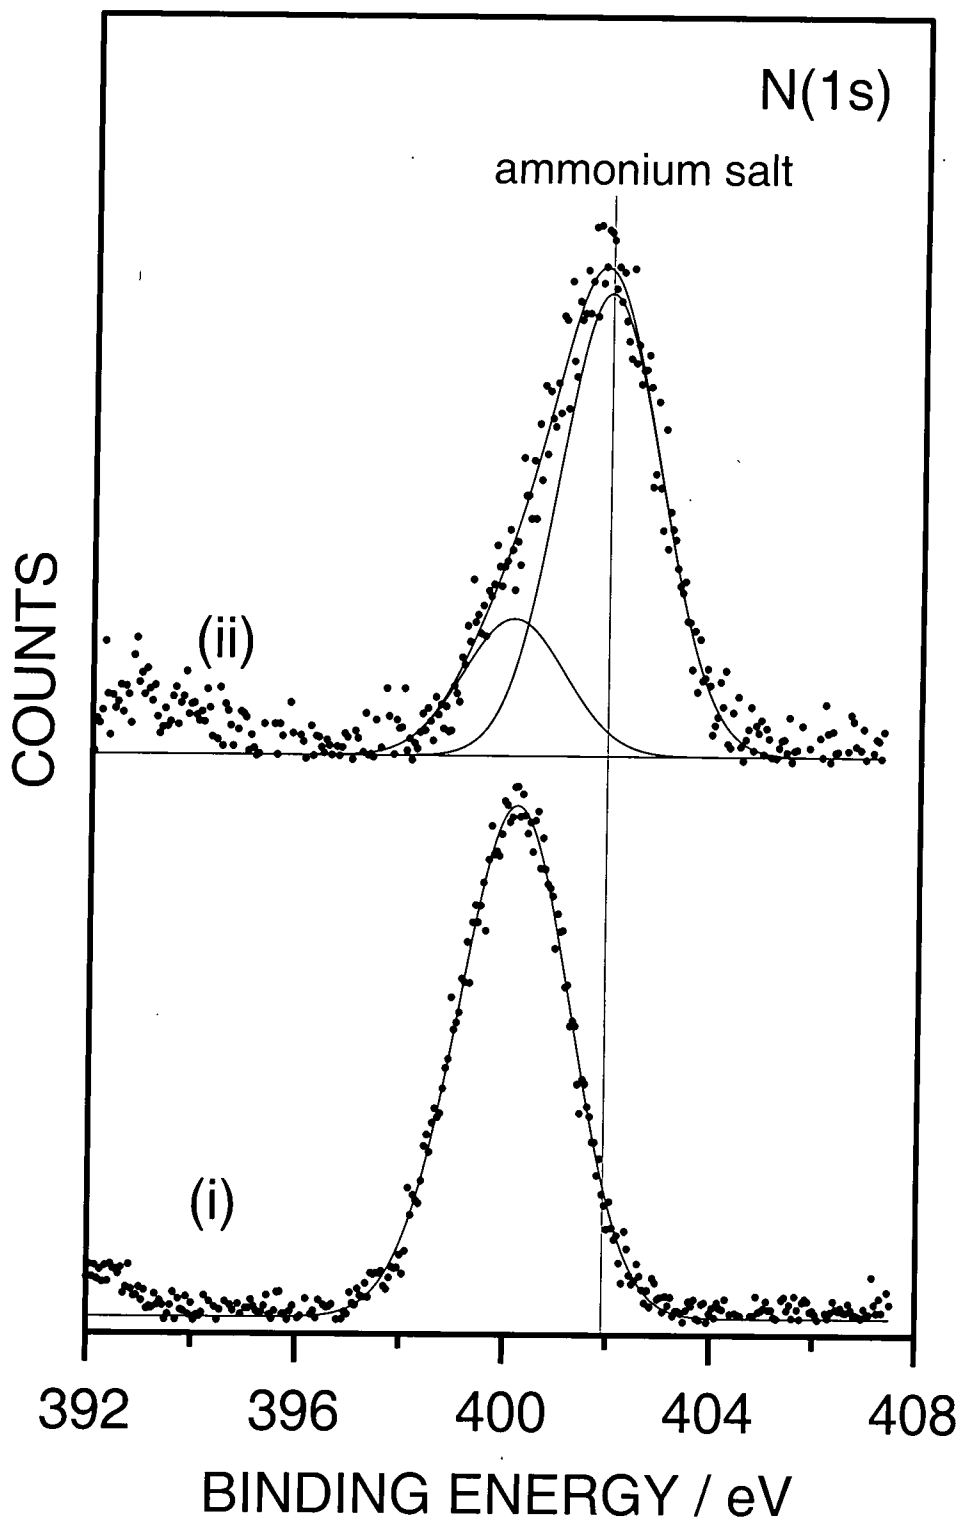 N(1s)
ammonium salt
(ii)
COUNTS
(i)
392 396 400 404 408
BINDING ENERGY / eV